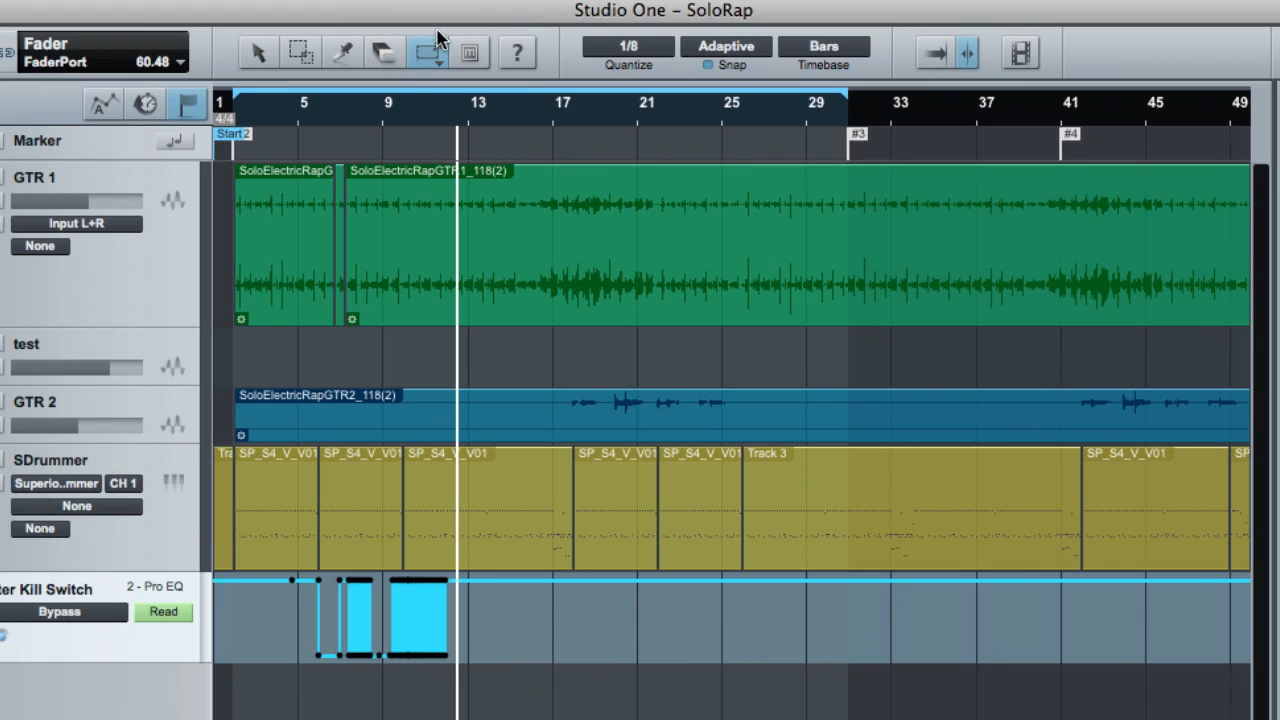 Studio One – SoloRap
Fader
FaderPort 60.48
?
1/8 Adaptive Bars
Quantize Snap Timebase
1 5 9 13 17 21 25 29 33 37 41 45 49
4/4
Marker Start 2 #3 #4
GTR 1 SoloElectricRapG SoloElectricRapGTR1_118(2)
Input L+R
None
test
GTR 2 SoloElectricRapGTR2_118(2)
SDrummer Tra SP_S4_V_V01 SP_S4_V_V01 SP_S4_V_V01 SP_S4_V_V01 SP_S4_V_V01 Track 3 SP_S4_V_V01 SP
Superio..mmer CH 1
None
None
ter Kill Switch 2 - Pro EQ
Bypass Read